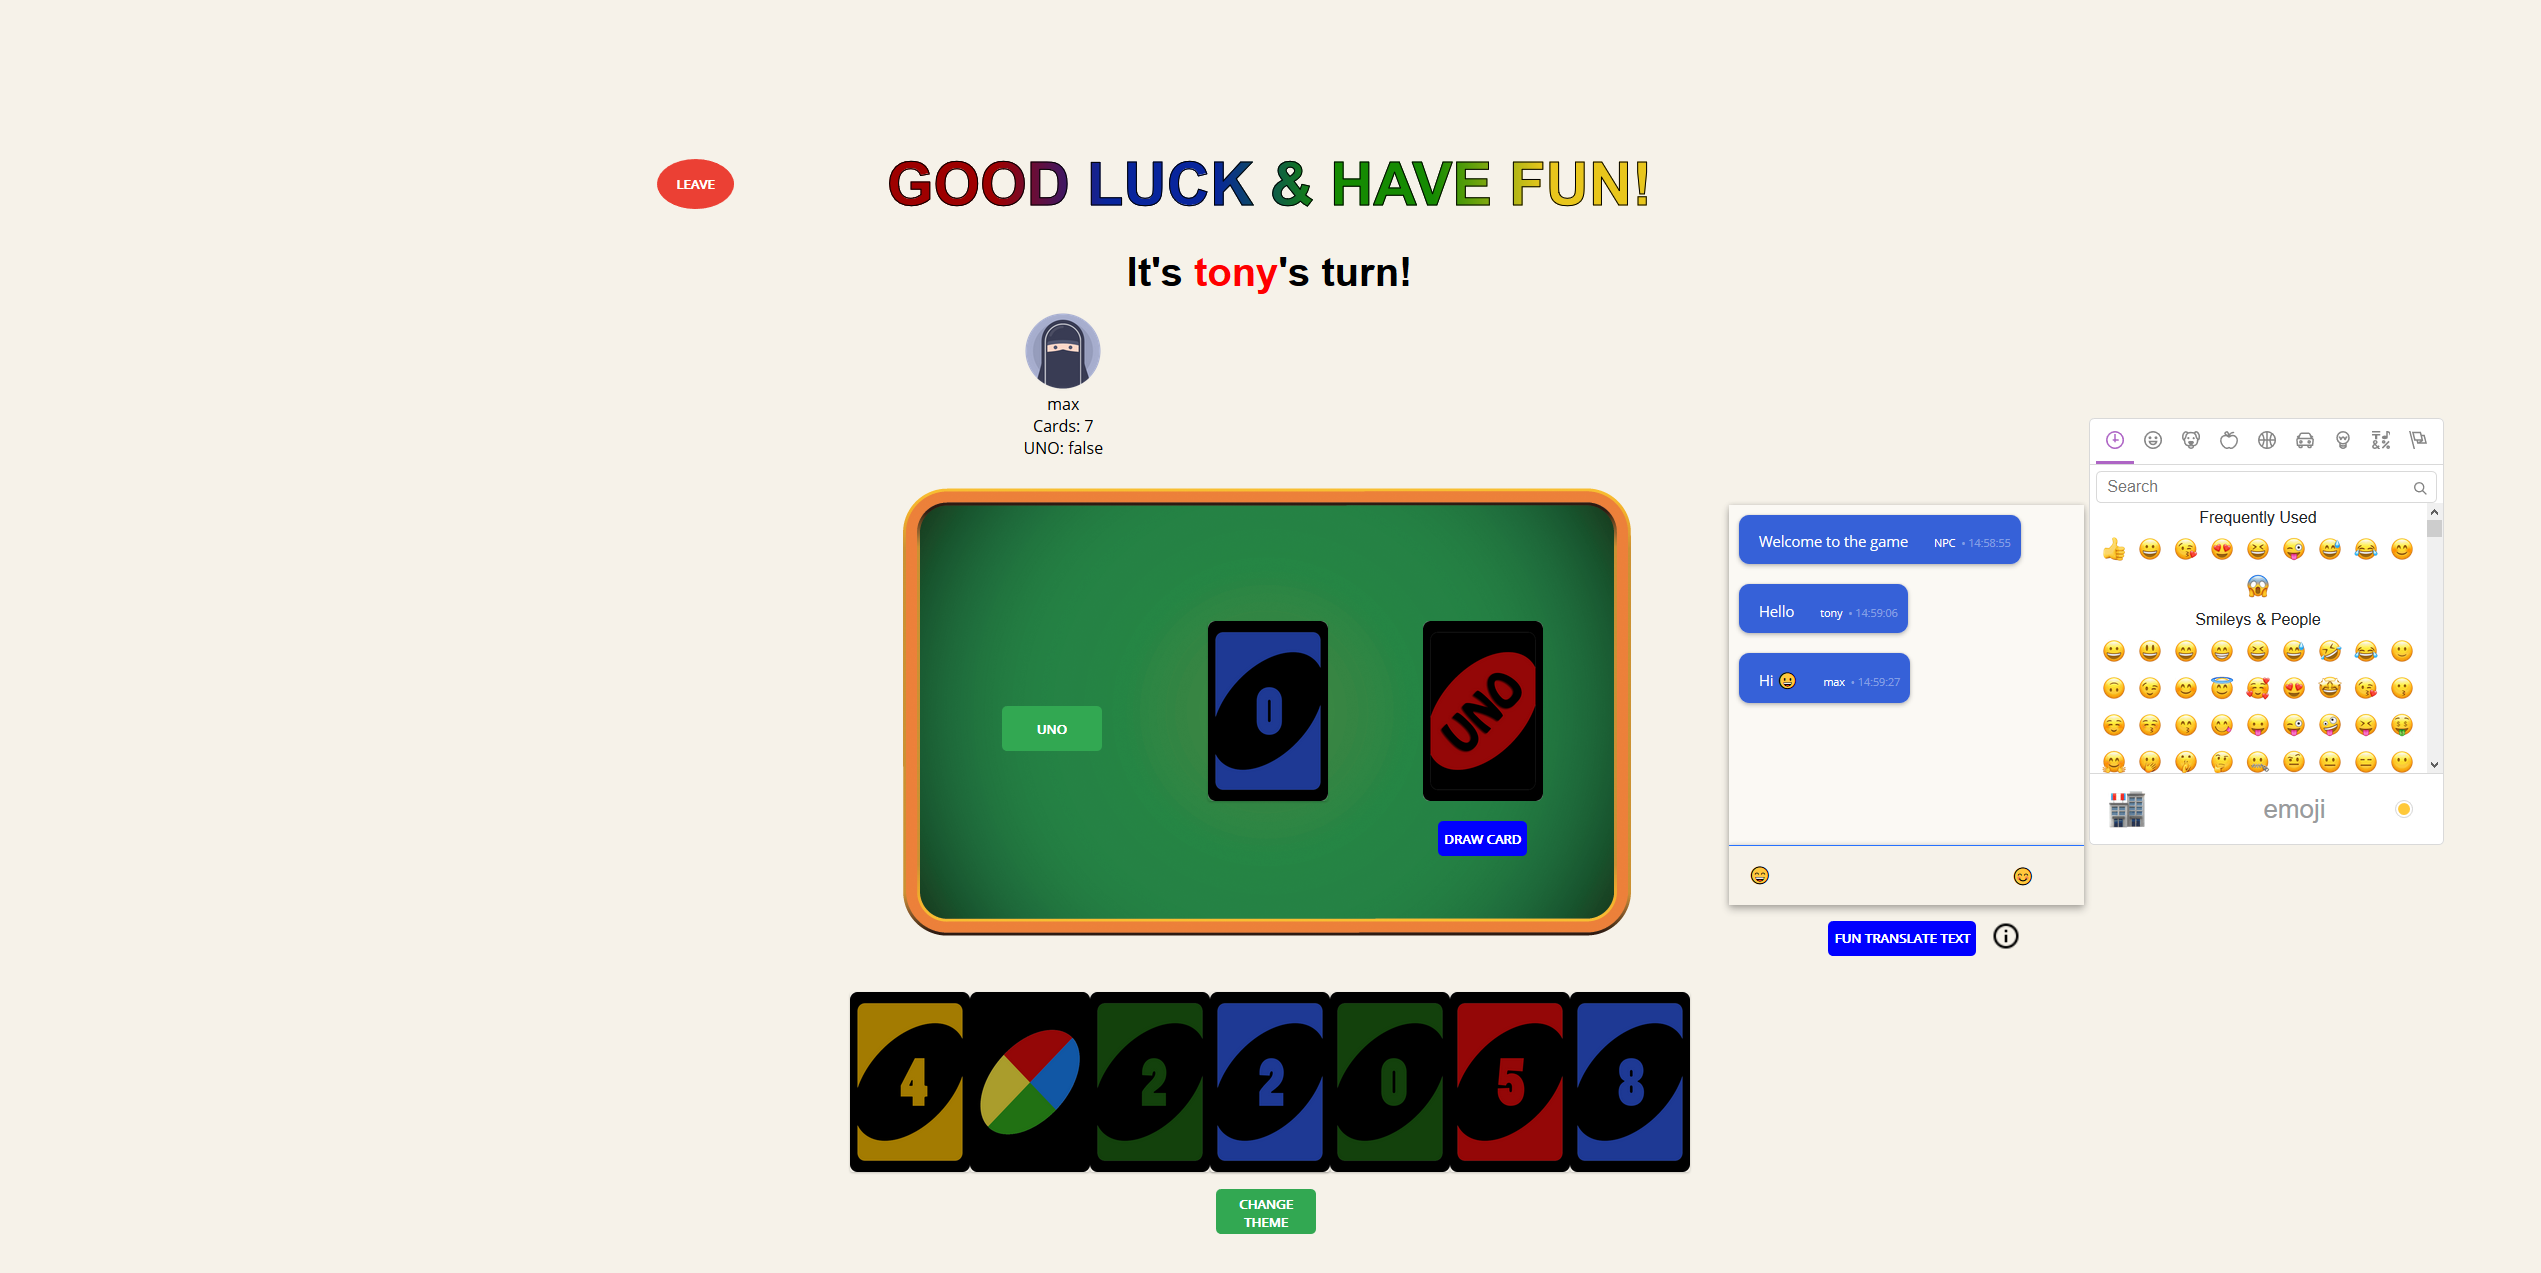 LEAVE
GOOD LUCK & HAVE FUN!
It's tony's turn!
max
Cards: 7
UNO: false
UNO
0
UNO
DRAW CARD
Welcome to the game NPC • 14:58:55
Hello tony • 14:59:06
Hi 😀 max • 14:59:27
😄 😊
FUN TRANSLATE TEXT
Search
Frequently Used
Smileys & People
emoji
4 2 2 0 5 8
CHANGE
THEME